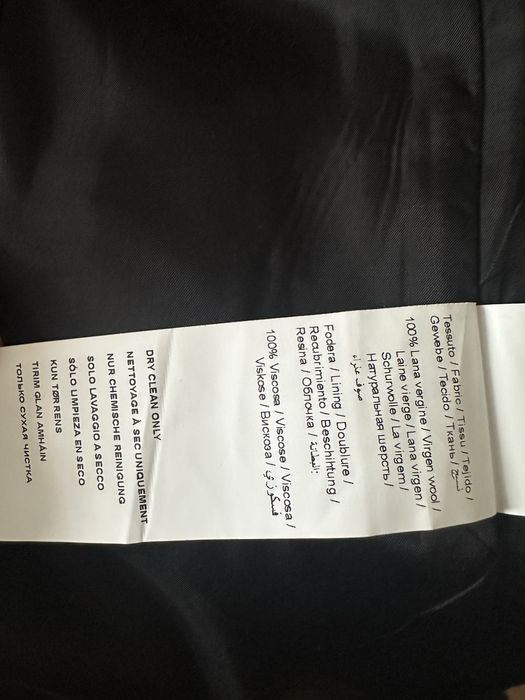 Tessuto / Fabric / Tissu / Tejido /
Gewebe / Tecido / Ткань / نسيج
100% Lana vergine / Virgen wool /
Laine vierge / Lana virgen /
Schurwolle / La virgem /
Натуральная шерсть /
صوف عذراء
Fodera / Lining / Doublure /
Recubrimiento / Beschihtung /
Resina / Облочка / البطانة:
100% Viscosa / Viscose / Viscosa /
Viskose / Вискоза / فسكوزي
DRY CLEAN ONLY
NETTOYAGE À SEC UNIQUEMENT
NUR CHEMISCHE REINIGUNG
SOLO LAVAGGIO A SECCO
SÓLO LIMPIEZA EN SECO
KUN TØR RENS
TIRIM GLAN AMHÁIN
ТОЛЬКО СУХАЯ ЧИСТКА